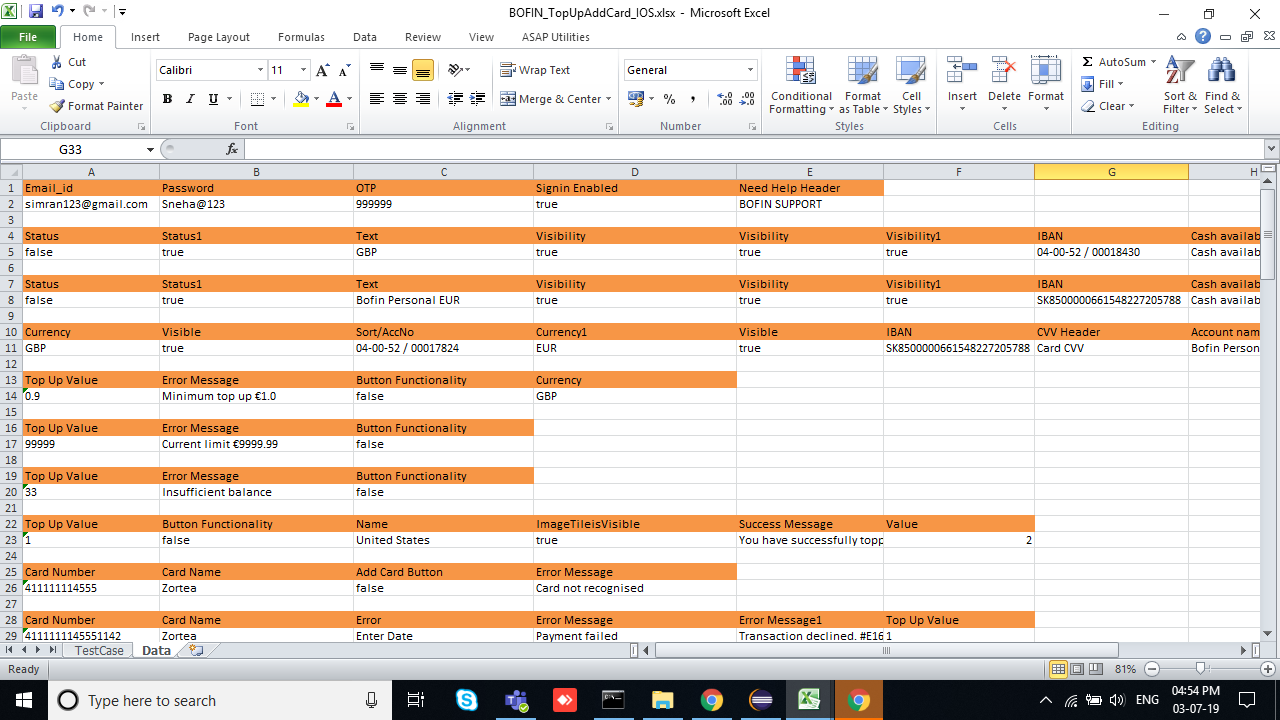 BOFIN_TopUpAddCard_IOS.xlsx - Microsoft Excel
File Home Insert Page Layout Formulas Data Review View ASAP Utilities
Paste Cut Copy Format Painter Clipboard
Calibri 11 A A B I U A Font
Wrap Text Merge & Center Alignment
General % , .00 Number
Conditional Formatting Format as Table Cell Styles Styles
Insert Delete Format Cells
AutoSum Fill Clear Sort & Filter Find & Select Editing
G33 fx
A B C D E F G H
1 Email_id Password OTP Signin Enabled Need Help Header
2 simran123@gmail.com Sneha@123 999999 true BOFIN SUPPORT
3
4 Status Status1 Text Visibility Visibility Visibility1 IBAN Cash availab
5 false true GBP true true true 04-00-52 / 00018430 Cash availab
6
7 Status Status1 Text Visibility Visibility Visibility1 IBAN Cash availab
8 false true Bofin Personal EUR true true true SK8500000661548227205788 Cash availab
9
10 Currency Visible Sort/AccNo Currency1 Visible IBAN CVV Header Account nam
11 GBP true 04-00-52 / 00017824 EUR true SK8500000661548227205788 Card CVV Bofin Person
12
13 Top Up Value Error Message Button Functionality Currency
14 0.9 Minimum top up €1.0 false GBP
15
16 Top Up Value Error Message Button Functionality
17 99999 Current limit €9999.99 false
18
19 Top Up Value Error Message Button Functionality
20 33 Insufficient balance false
21
22 Top Up Value Button Functionality Name ImageTileisVisible Success Message Value
23 1 false United States true You have successfully topp 2
24
25 Card Number Card Name Add Card Button Error Message
26 411111114555 Zortea false Card not recognised
27
28 Card Number Card Name Error Error Message Error Message1 Top Up Value
29 4111111145551142 Zortea Enter Date Payment failed Transaction declined. #E16 1
TestCase Data
Ready 81%
Type here to search ENG 04:54 PM
03-07-19